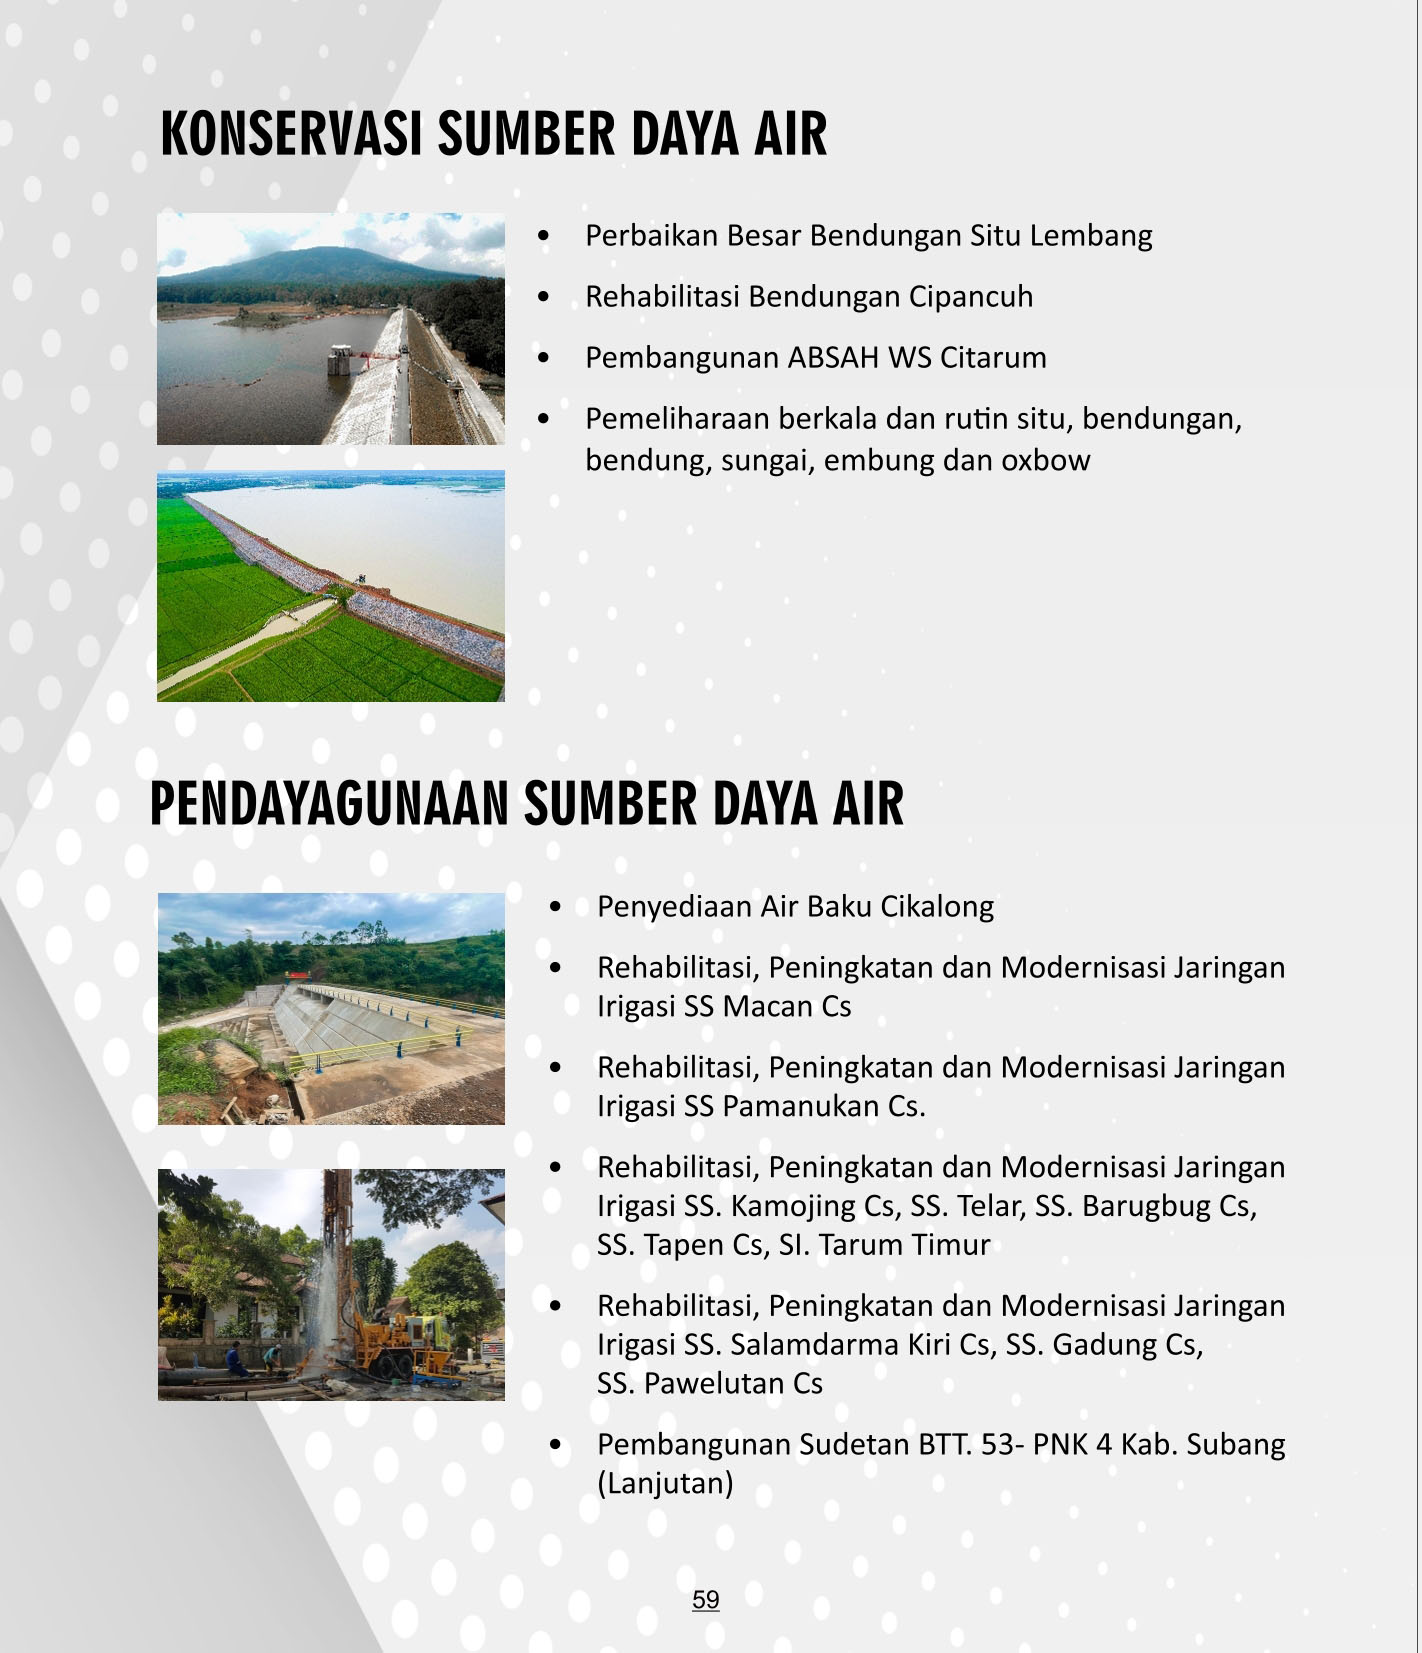 KONSERVASI SUMBER DAYA AIR
• Perbaikan Besar Bendungan Situ Lembang
• Rehabilitasi Bendungan Cipancuh
• Pembangunan ABSAH WS Citarum
• Pemeliharaan berkala dan rutin situ, bendungan,
bendung, sungai, embung dan oxbow
PENDAYAGUNAAN SUMBER DAYA AIR
• Penyediaan Air Baku Cikalong
• Rehabilitasi, Peningkatan dan Modernisasi Jaringan
Irigasi SS Macan Cs
• Rehabilitasi, Peningkatan dan Modernisasi Jaringan
Irigasi SS Pamanukan Cs.
• Rehabilitasi, Peningkatan dan Modernisasi Jaringan
Irigasi SS. Kamojing Cs, SS. Telar, SS. Barugbug Cs,
SS. Tapen Cs, SI. Tarum Timur
• Rehabilitasi, Peningkatan dan Modernisasi Jaringan
Irigasi SS. Salamdarma Kiri Cs, SS. Gadung Cs,
SS. Pawelutan Cs
• Pembangunan Sudetan BTT. 53- PNK 4 Kab. Subang
(Lanjutan)
59